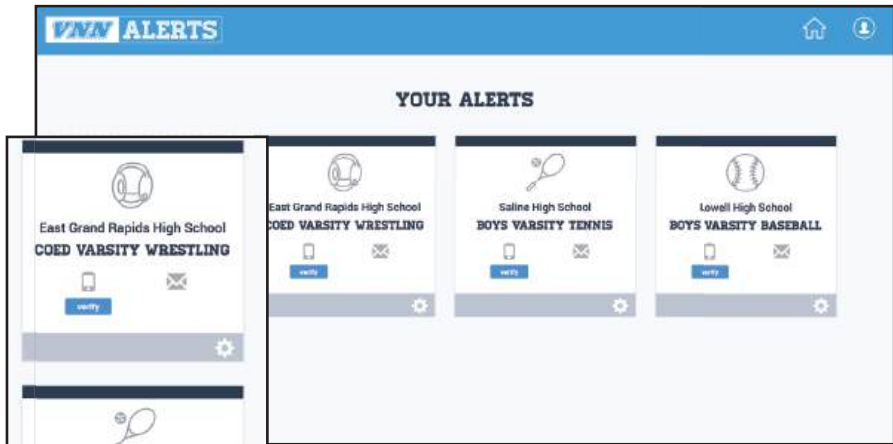 VNN ALERTS
YOUR ALERTS
East Grand Rapids High School
COED VARSITY WRESTLING
verify
East Grand Rapids High School
COED VARSITY WRESTLING
verify
Saline High School
BOYS VARSITY TENNIS
verify
Lowell High School
BOYS VARSITY BASEBALL
verify